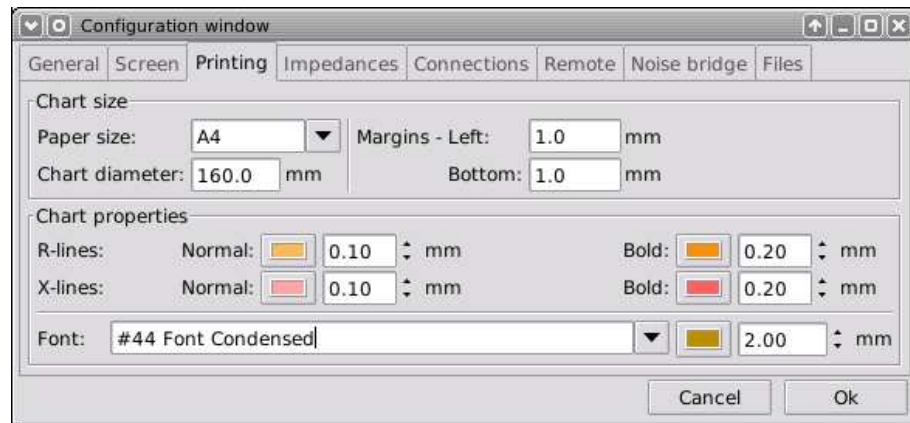 Configuration window
General Screen Printing Impedances Connections Remote Noise bridge Files
Chart size
Paper size: A4 Margins - Left: 1.0 mm
Chart diameter: 160.0 mm Bottom: 1.0 mm
Chart properties
R-lines: Normal: 0.10 mm Bold: 0.20 mm
X-lines: Normal: 0.10 mm Bold: 0.20 mm
Font: #44 Font Condensed 2.00 mm
Cancel Ok